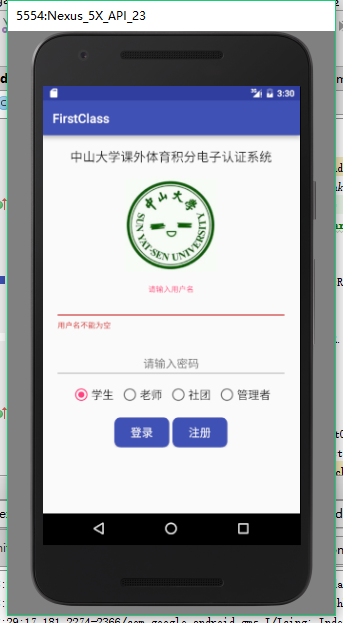 5554:Nexus_5X_API_23
3:30
FirstClass
中山大学课外体育积分电子认证系统
中山大学
SUN YAT-SEN UNIVERSITY
请输入用户名
用户名不能为空
请输入密码
学生 老师 社团 管理者
登录 注册